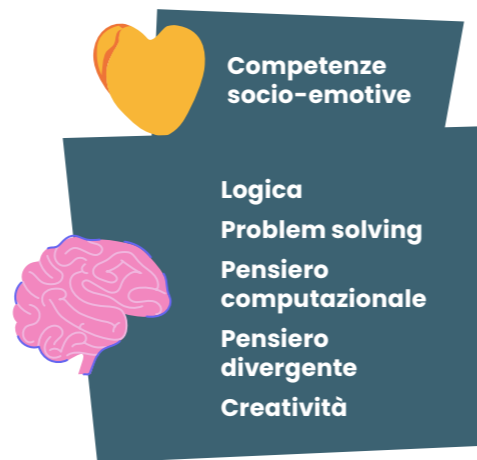 Competenze
socio-emotive
Logica
Problem solving
Pensiero
computazionale
Pensiero
divergente
Creatività